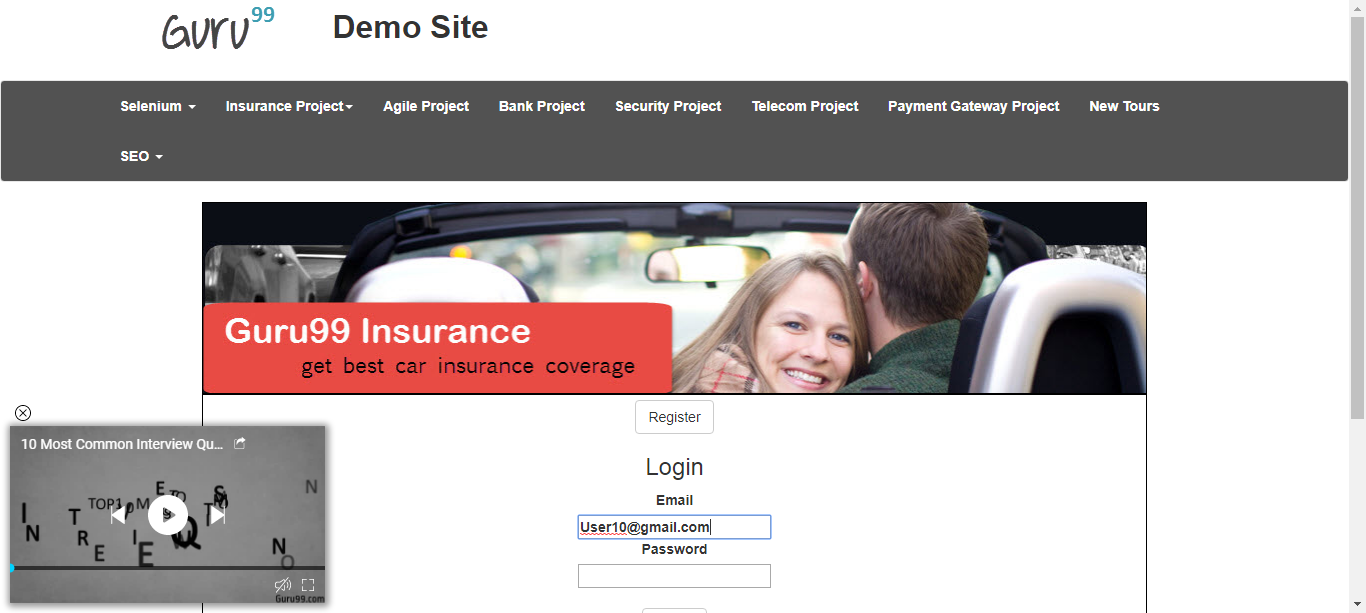 Guru99
Demo Site
Selenium Insurance Project Agile Project Bank Project Security Project Telecom Project Payment Gateway Project New Tours
SEO
Guru99 Insurance
get best car insurance coverage
Register
Login
Email
User10@gmail.com
Password
10 Most Common Interview Qu...
TOP10
Guru99.com